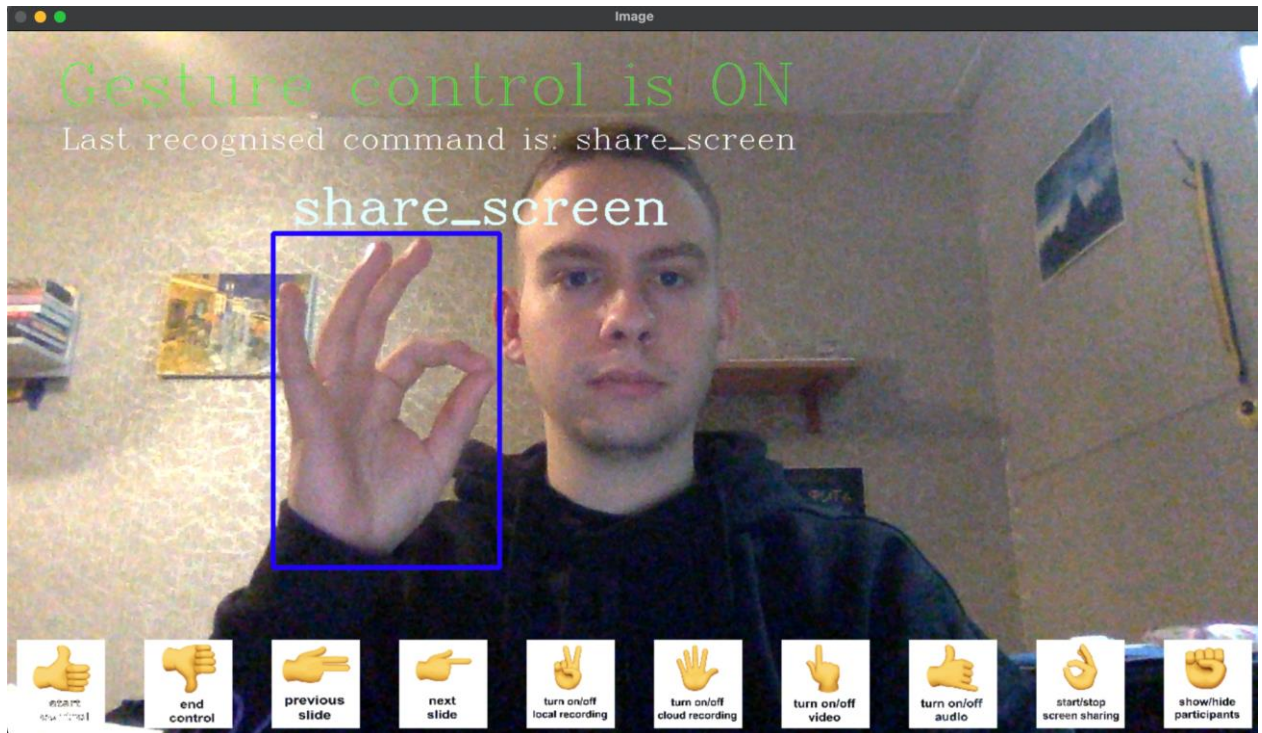 Image
Gesture control is ON
Last recognised command is: share_screen
share_screen
start
control
end
control
previous
slide
next
slide
turn on/off
local recording
turn on/off
cloud recording
turn on/off
video
turn on/off
audio
start/stop
screen sharing
show/hide
participants